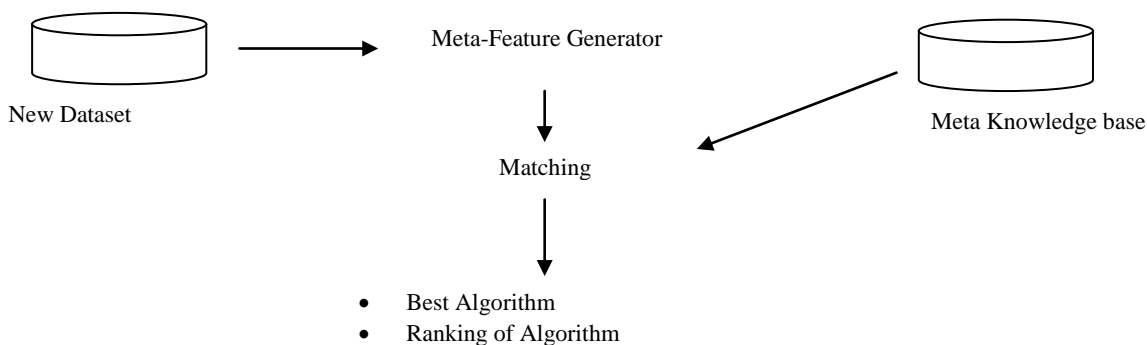 Meta-Feature Generator
New Dataset
Meta Knowledge base
Matching
• Best Algorithm
• Ranking of Algorithm